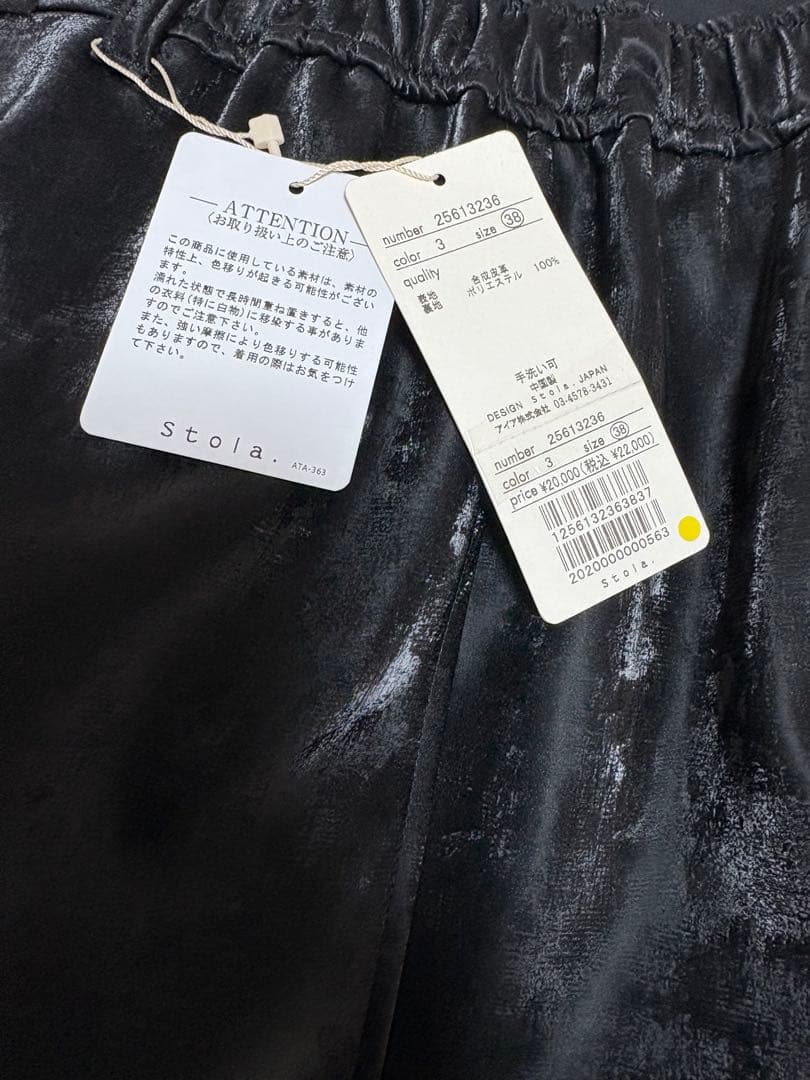 ATTENTION
〈お取り扱い上のご注意〉
この商品に使用している素材は、素材の
特性上、色移りが起きる可能性がござい
ます。
濡れた状態で長時間重ね置きすると、他
の衣料(特に白物)に移染する事がありま
すのでご注意下さい。
また、強い摩擦により色移りする可能性
もありますので、着用の際はお気をつけ
て下さい。
stola.
ATA-363
number 25613236
color 3 size 38
quality
表地 合成皮革
裏地 ポリエステル 100%
手洗い可
中国製
DESIGN stola. JAPAN
アイア株式会社 03-4578-3431
number 25613236
color 3 size 38
price ¥20,000(税込 ¥22,000)
1256132363837
2020000000563
stola.